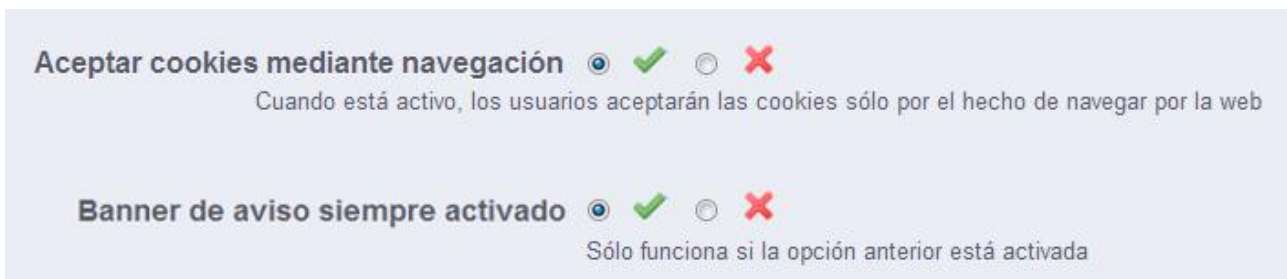 Aceptar cookies mediante navegación
Cuando está activo, los usuarios aceptarán las cookies sólo por el hecho de navegar por la web
Banner de aviso siempre activado
Sólo funciona si la opción anterior está activada